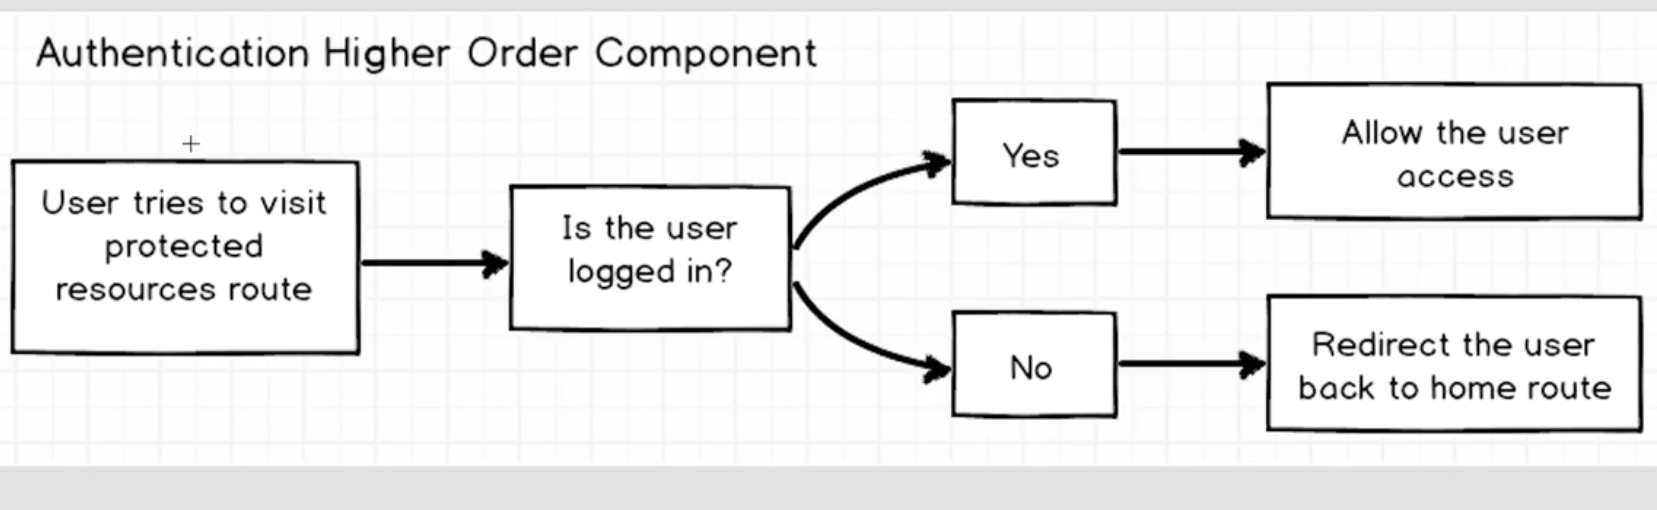 Authentication Higher Order Component
User tries to visit
protected
resources route
Is the user
logged in?
Yes
Allow the user
access
No
Redirect the user
back to home route